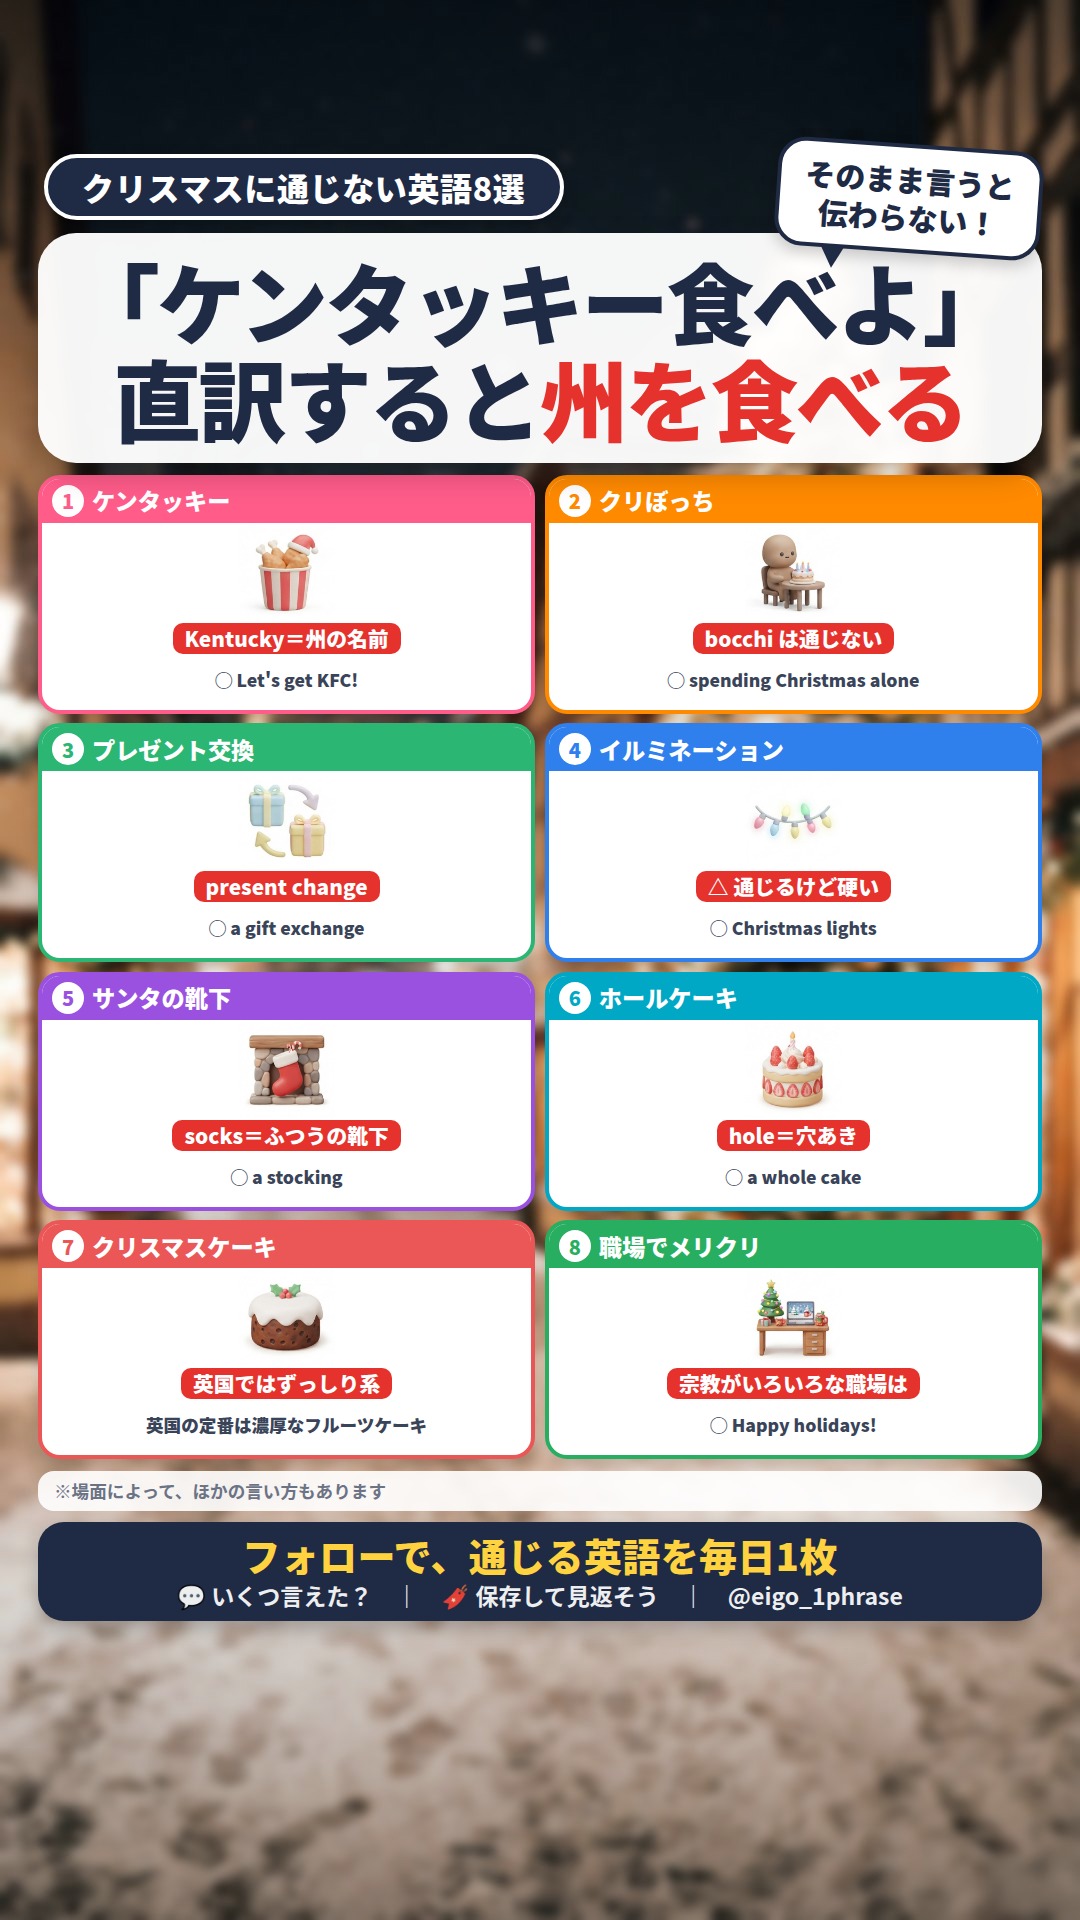 クリスマスに通じない英語8選
そのまま言うと
伝わらない！
「ケンタッキー食べよ」
直訳すると州を食べる
1 ケンタッキー
Kentucky＝州の名前
〇 Let's get KFC!
2 クリぼっち
bocchi は通じない
〇 spending Christmas alone
3 プレゼント交換
present change
〇 a gift exchange
4 イルミネーション
△ 通じるけど硬い
〇 Christmas lights
5 サンタの靴下
socks＝ふつうの靴下
〇 a stocking
6 ホールケーキ
hole＝穴あき
〇 a whole cake
7 クリスマスケーキ
英国ではずっしり系
英国の定番は濃厚なフルーツケーキ
8 職場でメリクリ
宗教がいろいろな職場は
〇 Happy holidays!
※場面によって、ほかの言い方もあります
フォローで、通じる英語を毎日1枚
💬 いくつ言えた？ ｜ 🔖 保存して見返そう ｜ @eigo_1phrase